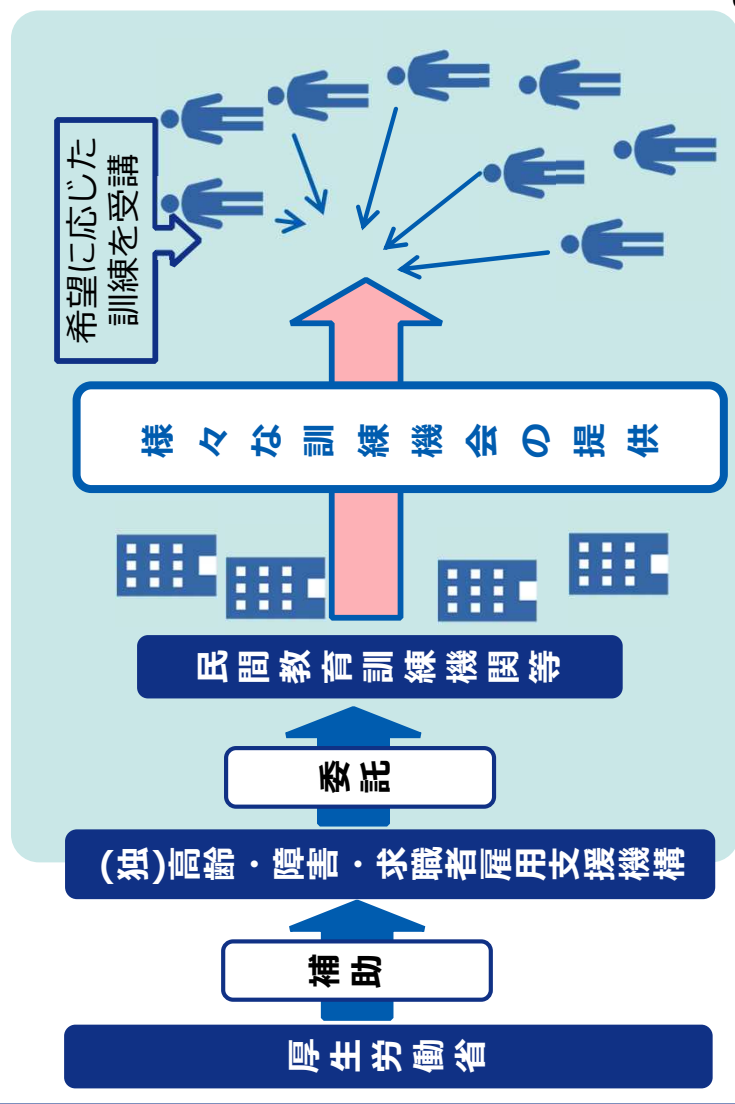 厚生労働省
補助
(独)高齢・障害・求職者雇用支援機構
委託
民間教育訓練機関等
様々な訓練機会の提供
希望に応じた
訓練を受講